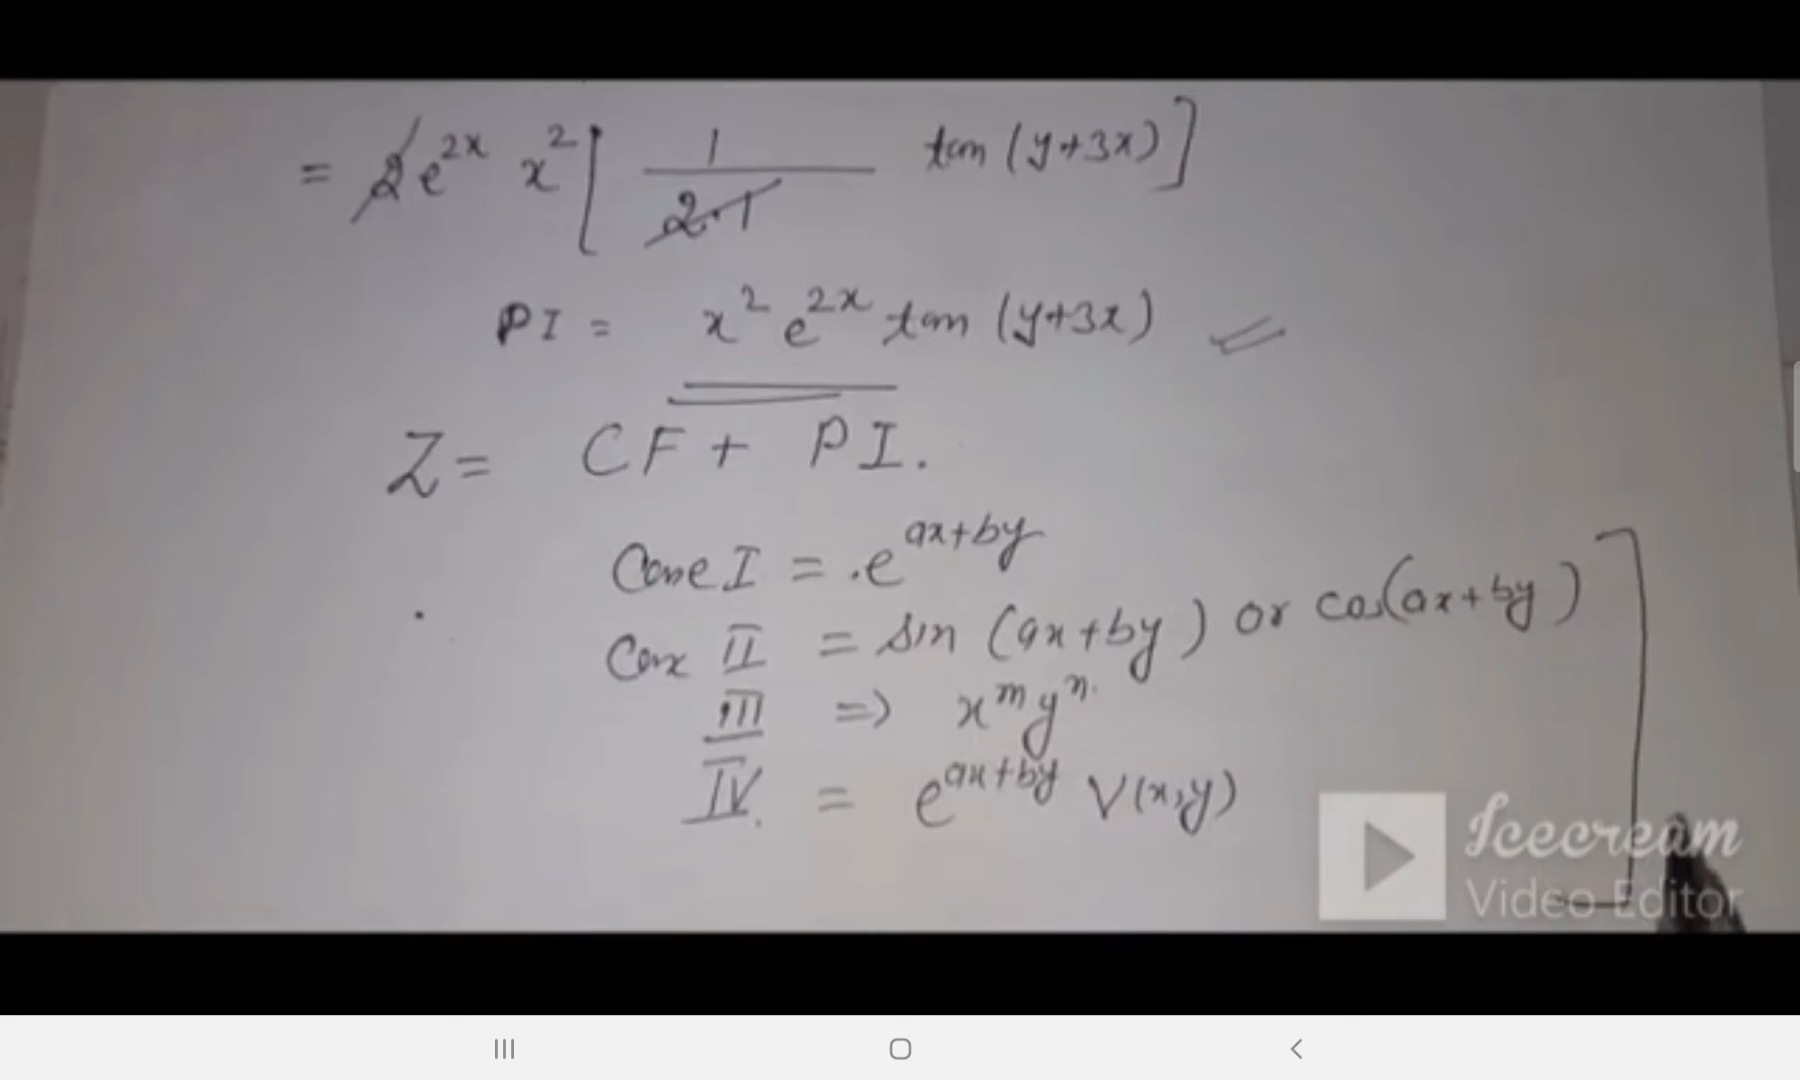 = 2e^{2x} x^2 [ 1/2·1 tan (y+3x) ]
PI = x^2 e^{2x} tan (y+3x)
Z = CF + PI.
Case I = .e^{ax+by}
Case II = sin (ax+by) or cos(ax+by)
III => x^m y^n.
IV. = e^{ax+by} V(x,y)
Icecream
Video Editor